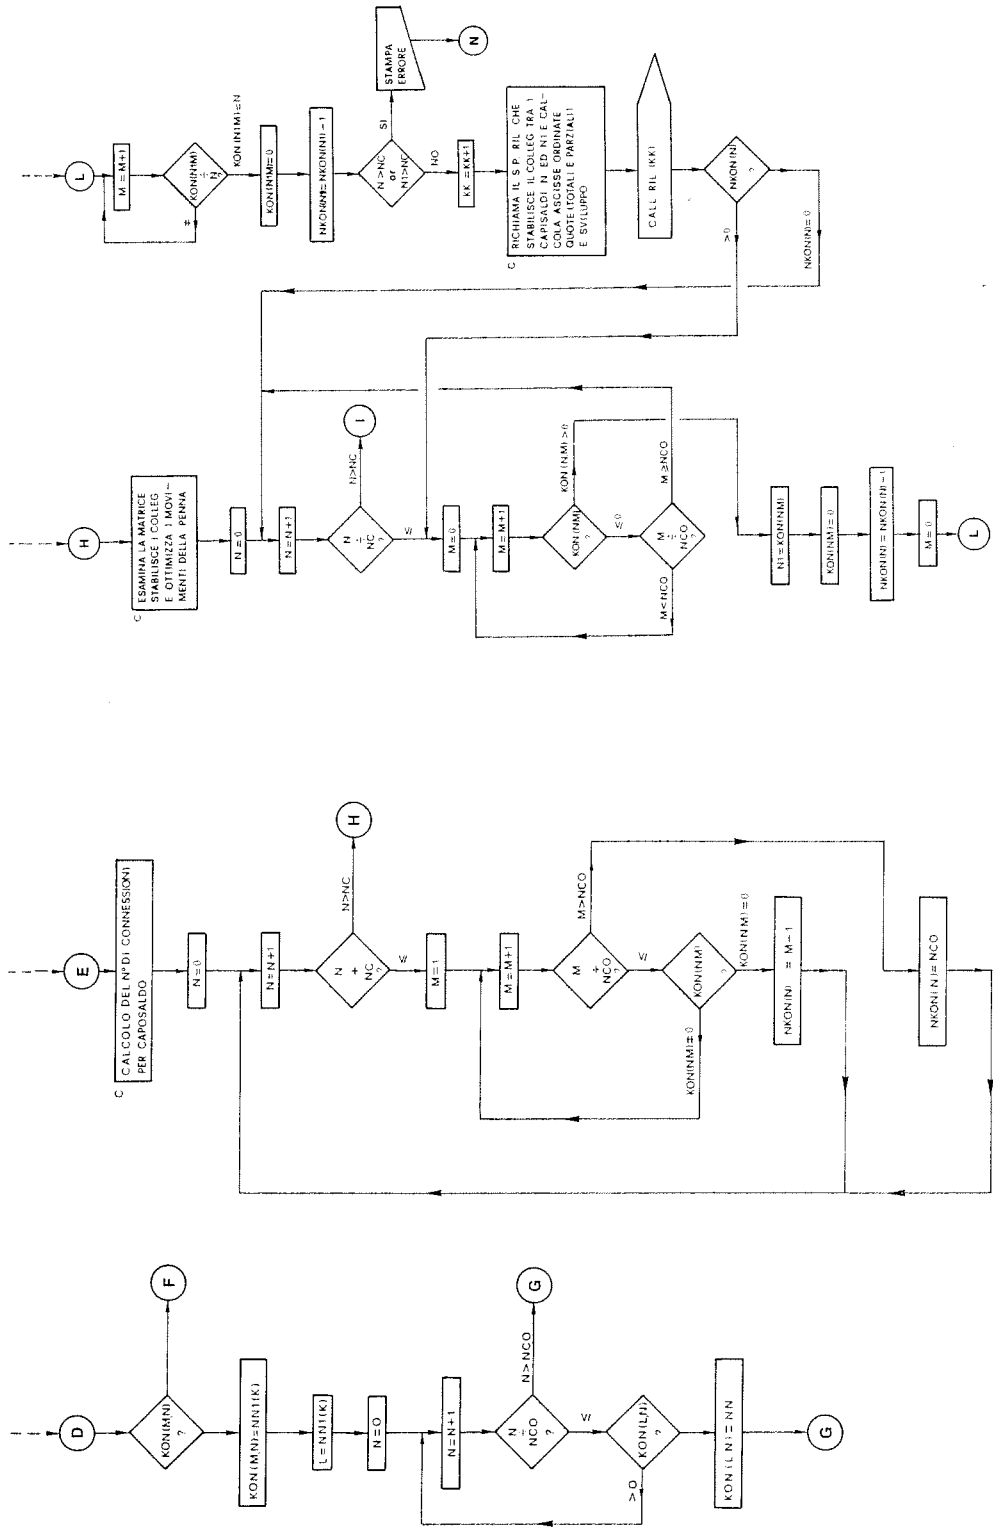 D
KON(M,N)
?
F
KON(M,N)=NN1(K)
L=NN1(K)
N=0
N=N+1
N
÷
NCO
?
N>NCO
G
≤
KON(L,N)
?
>0
KON(L,N)=NN
G
E
C
CALCOLO DEL N° DI CONNESSIONI
PER CAPOSALDO
N=0
N=N+1
N
÷
NC
?
N>NC
H
≤
M=1
M=M+1
M
÷
NCO
?
M>NCO
≤
KON(N,M)
?
KON(N,M)≠0
KON(N,M)=0
NKON(N)=M-1
NKON(N)=NCO
H
C
ESAMINA LA MATRICE
STABILISCE I COLLEG
E OTTIMIZZA I MOVI-
MENTI DELLA PENNA
N=0
N=N+1
N
÷
NC
?
N>NC
I
≤
M=0
M=M+1
KON(N,M)
?
KON(N,M)>0
≤0
M
÷
NCO
?
M<NCO
M≥NCO
N1=KON(N,M)
KON(N,M)=0
NKON(N)=NKON(N)-1
M=0
L
L
M=M+1
KON(N1,M)
÷
N?
≠
KON(N1,M)=N
KON(N1,M)=0
NKON(N1)=NKON(N1)-1
N>NC
or
N1>NC
?
SI
STAMPA
ERRORE
N
NO
KK=KK+1
C
RICHIAMA IL S.P. RIL CHE
STABILISCE IL COLLEG TRA I
CAPISALDI N ED N1 E CAL-
COLA ASCISSE ORDINATE
QUOTE (TOTALI E PARZIALI)
E SVILUPPO
CALL RIL (KK)
NKON(N)
?
>0
NKON(N)=0